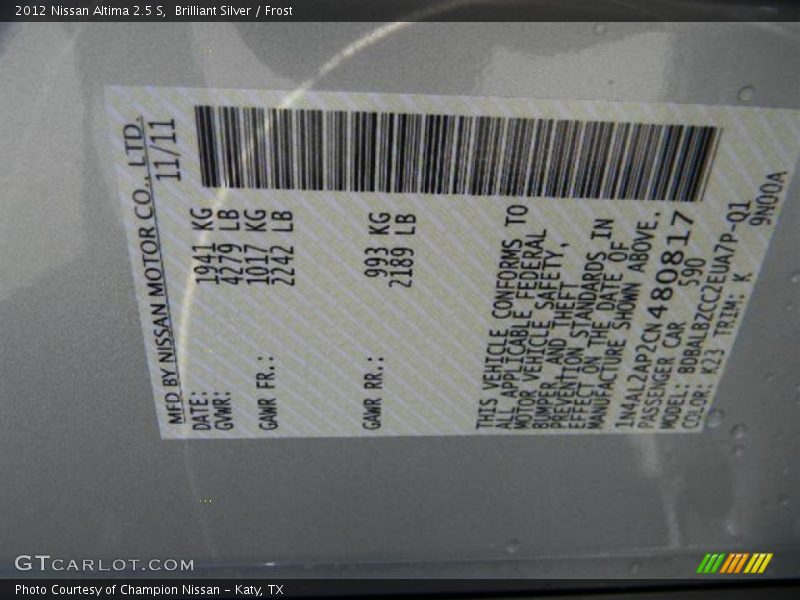 2012 Nissan Altima 2.5 S,  Brilliant Silver / Frost
MFD BY NISSAN MOTOR CO., LTD.
DATE: 11/11
GVWR: 1941 KG
4279 LB
GAWR FR.: 1017 KG
2242 LB
GAWR RR.: 993 KG
2189 LB
THIS VEHICLE CONFORMS TO
ALL APPLICABLE FEDERAL
MOTOR VEHICLE SAFETY,
BUMPER, AND THEFT
PREVENTION STANDARDS IN
EFFECT ON THE DATE OF
MANUFACTURE SHOWN ABOVE.
1N4AL2AP2CN480817
PASSENGER CAR 590
MODEL: BDBALBZCC2EUA7P-Q1
COLOR: K23 TRIM: K 9N00A
GTCARLOT.COM
Photo Courtesy of Champion Nissan - Katy, TX